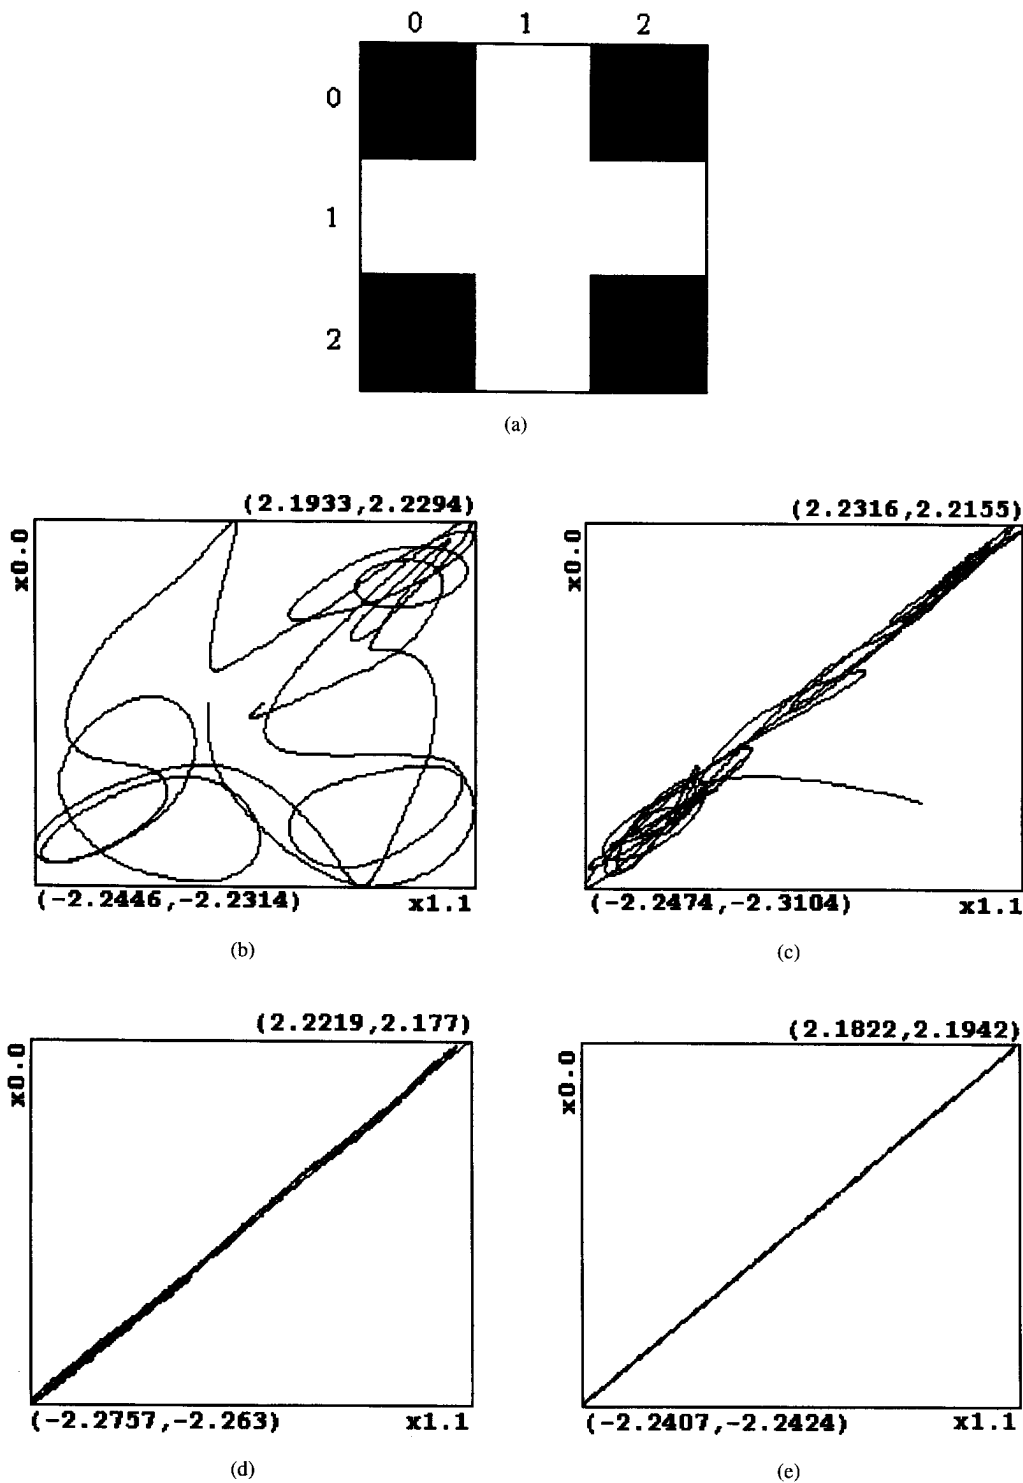 0 1 2
0
1
2
(a)
(2.1933,2.2294)
x0.0
(-2.2446,-2.2314) x1.1
(b)
(2.2316,2.2155)
x0.0
(-2.2474,-2.3104) x1.1
(c)
(2.2219,2.177)
x0.0
(-2.2757,-2.263) x1.1
(d)
(2.1822,2.1942)
x0.0
(-2.2407,-2.2424) x1.1
(e)